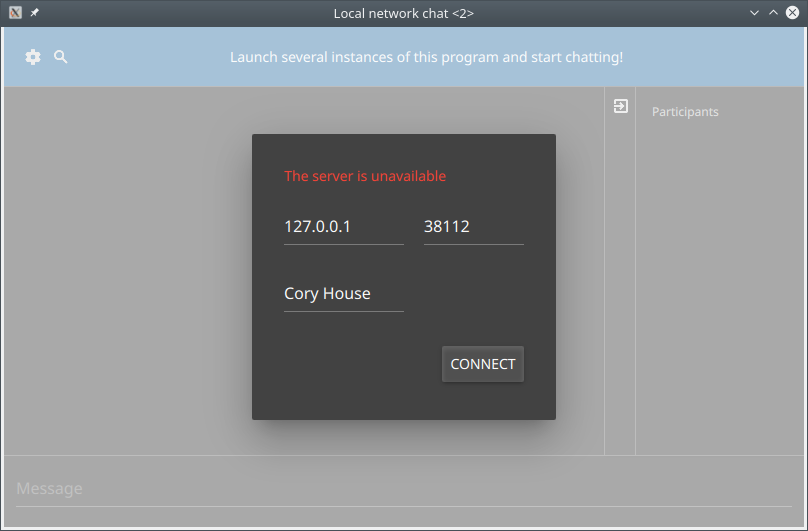 Local network chat <2>
Launch several instances of this program and start chatting!
Participants
The server is unavailable
127.0.0.1 38112
Cory House
CONNECT
Message